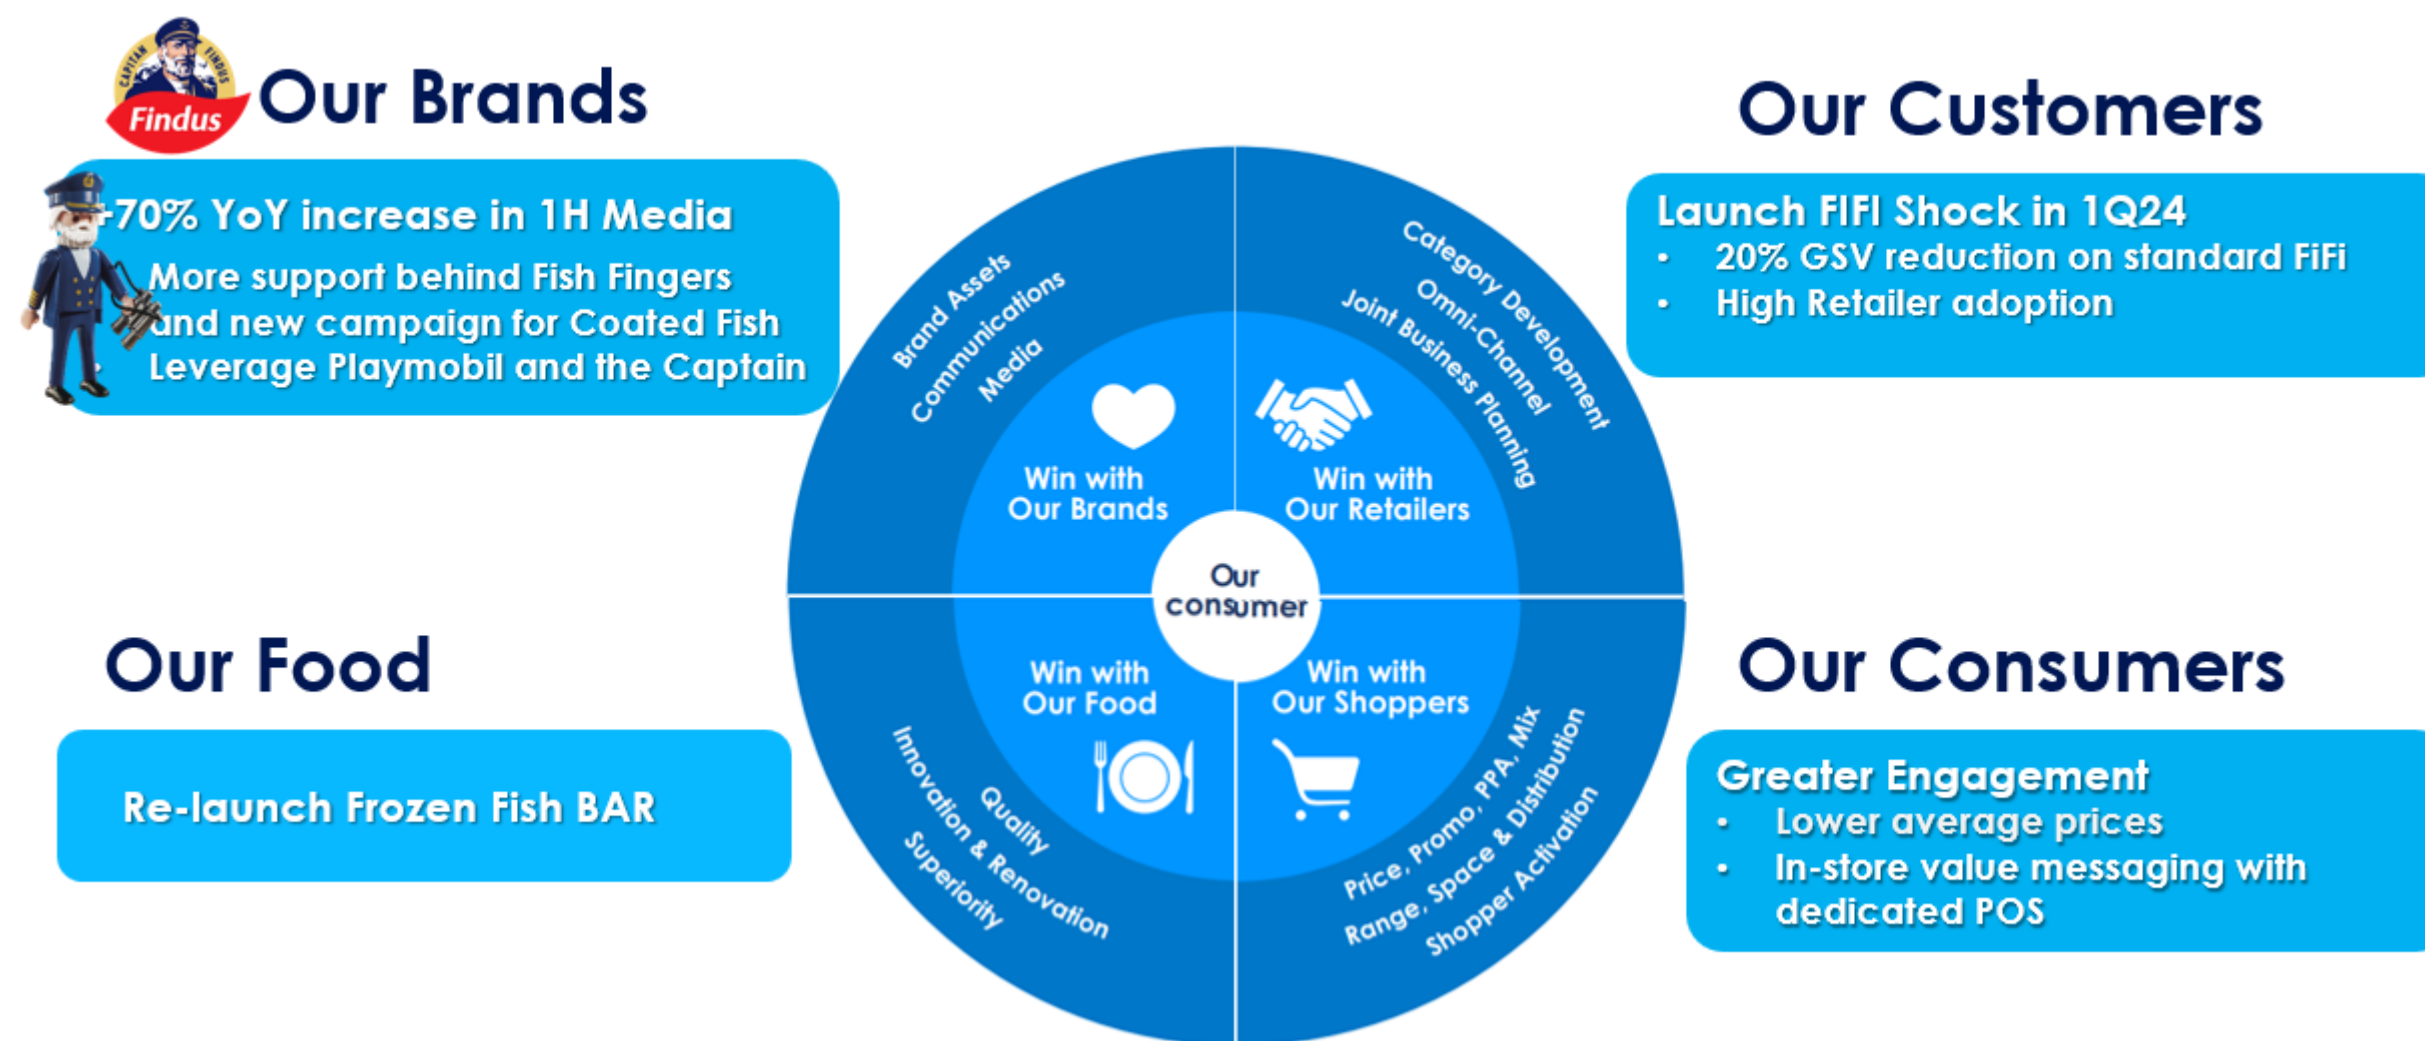 CAPITAN FINDUS
Findus
Our Brands
+70% YoY increase in 1H Media
More support behind Fish Fingers
and new campaign for Coated Fish
• Leverage Playmobil and the Captain
Our Customers
Launch FIFI Shock in 1Q24
• 20% GSV reduction on standard FiFi
• High Retailer adoption
Brand Assets
Communications
Media
Category Development
Omni-Channel
Joint Business Planning
Win with
Our Brands
Win with
Our Retailers
Our
consumer
Win with
Our Food
Win with
Our Shoppers
Quality
Innovation & Renovation
Superiority
Price, Promo, PPA, Mix
Range, Space & Distribution
Shopper Activation
Our Food
Re-launch Frozen Fish BAR
Our Consumers
Greater Engagement
• Lower average prices
• In-store value messaging with
dedicated POS